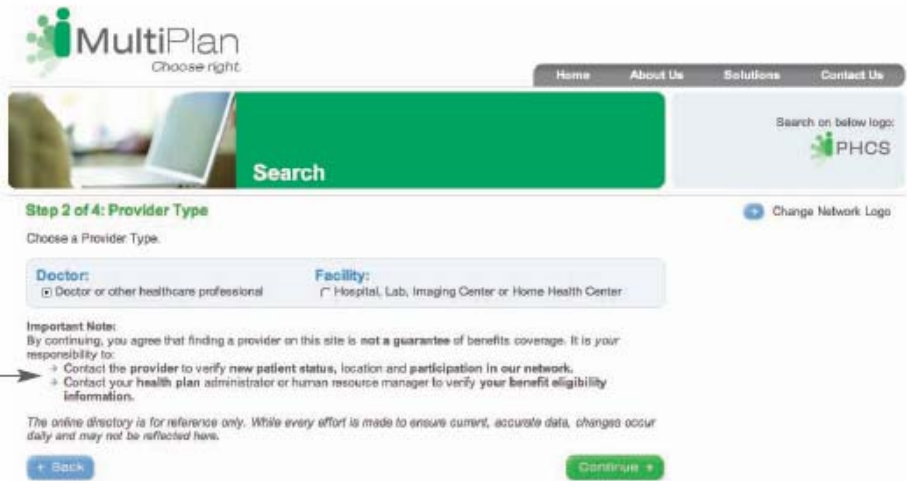 MultiPlan
Choose right.
Home About Us Solutions Contact Us
Search on below logo:
PHCS
Search
Step 2 of 4: Provider Type
Change Network Logo
Choose a Provider Type.
Doctor: Facility:
Doctor or other healthcare professional Hospital, Lab, Imaging Center or Home Health Center
Important Note:
By continuing, you agree that finding a provider on this site is not a guarantee of benefits coverage. It is your
responsibility to:
Contact the provider to verify new patient status, location and participation in our network.
Contact your health plan administrator or human resource manager to verify your benefit eligibility
information.
The online directory is for reference only. While every effort is made to ensure current, accurate data, changes occur
daily and may not be reflected here.
Back Continue